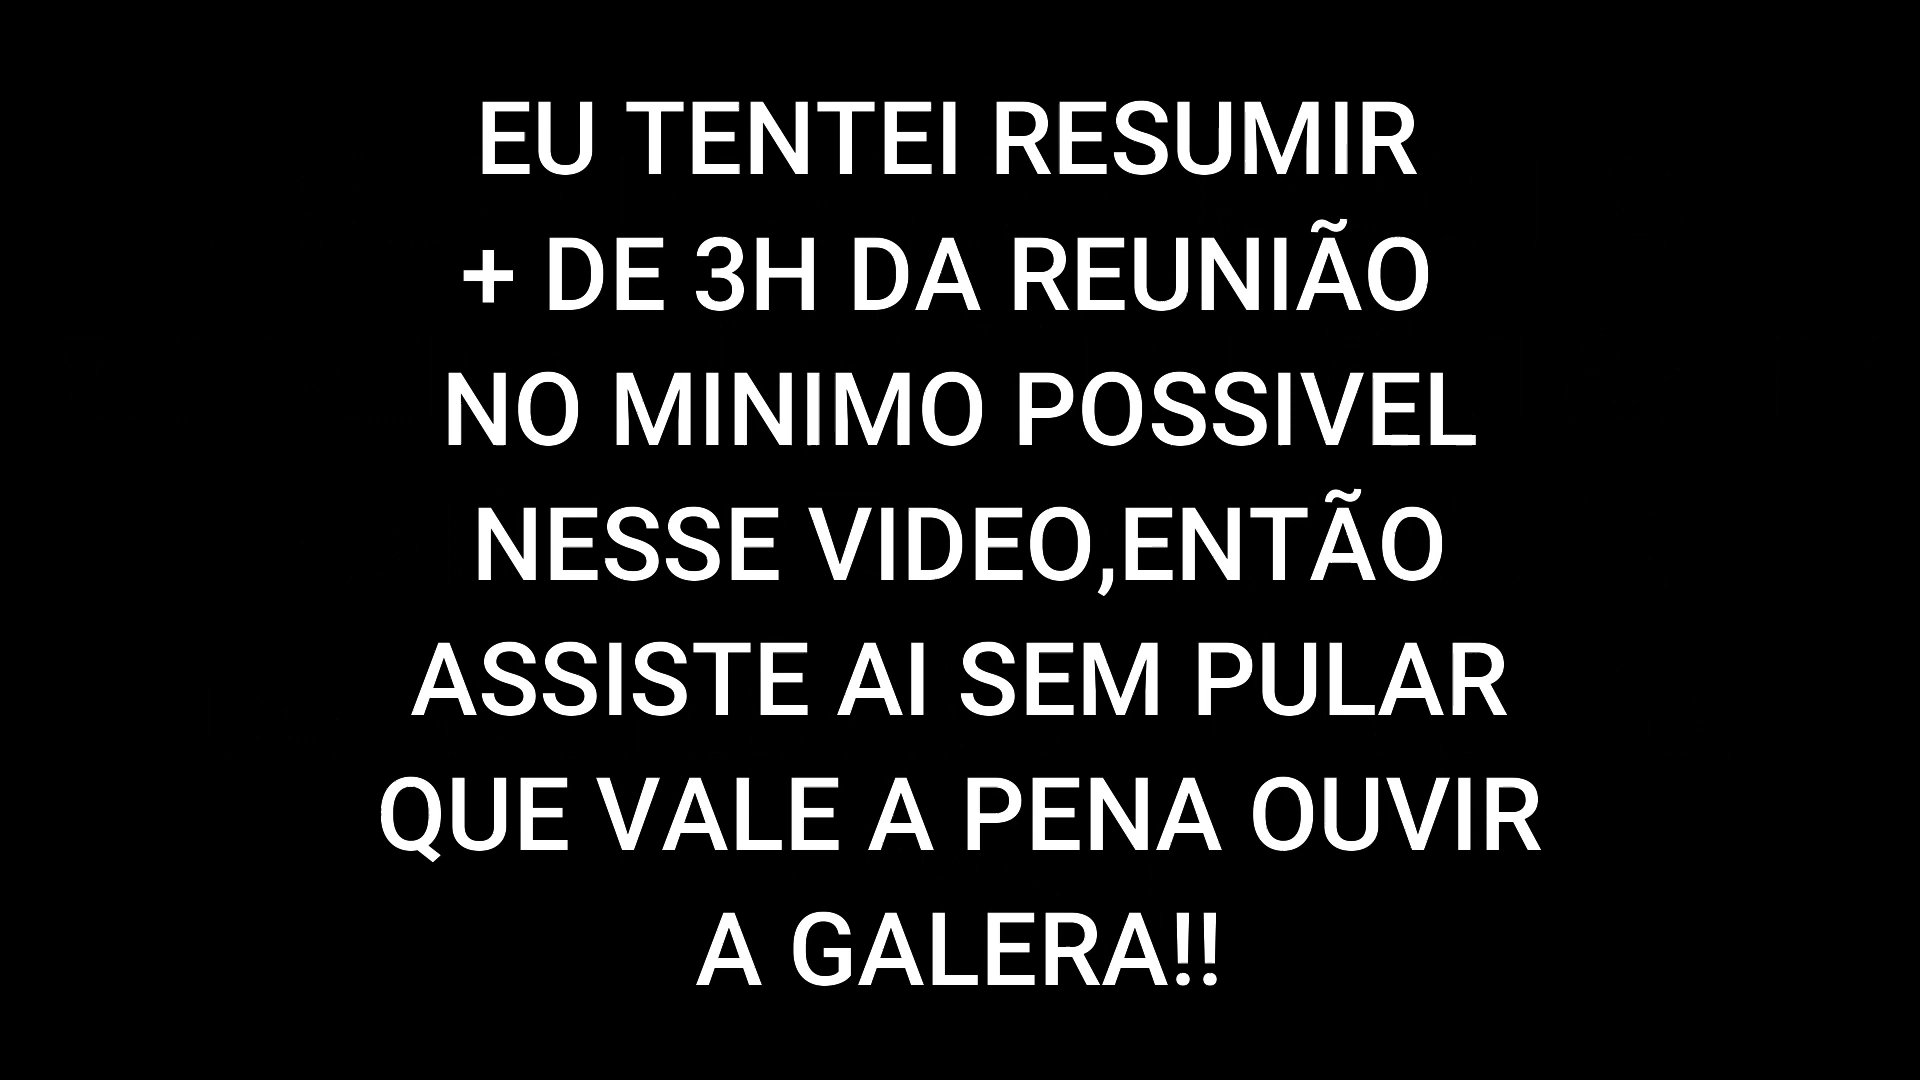 EU TENTEI RESUMIR
+ DE 3H DA REUNIÃO
NO MINIMO POSSIVEL
NESSE VIDEO,ENTÃO
ASSISTE AI SEM PULAR
QUE VALE A PENA OUVIR
A GALERA!!